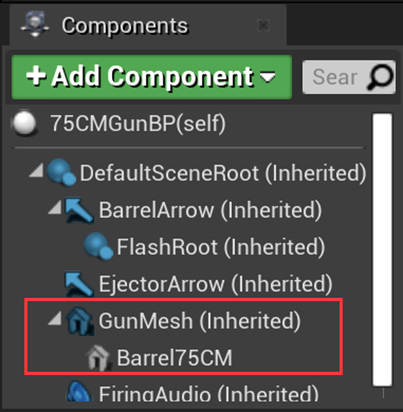 Components
+ Add Component
Sear
75CMGunBP(self)
DefaultSceneRoot (Inherited)
BarrelArrow (Inherited)
FlashRoot (Inherited)
EjectorArrow (Inherited)
GunMesh (Inherited)
Barrel75CM
FiringAudio (Inherited)